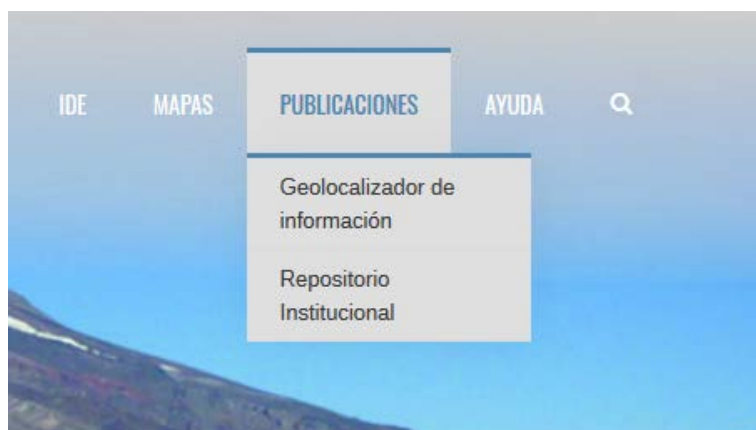 IDE MAPAS PUBLICACIONES AYUDA
Geolocalizador de
información
Repositorio
Institucional